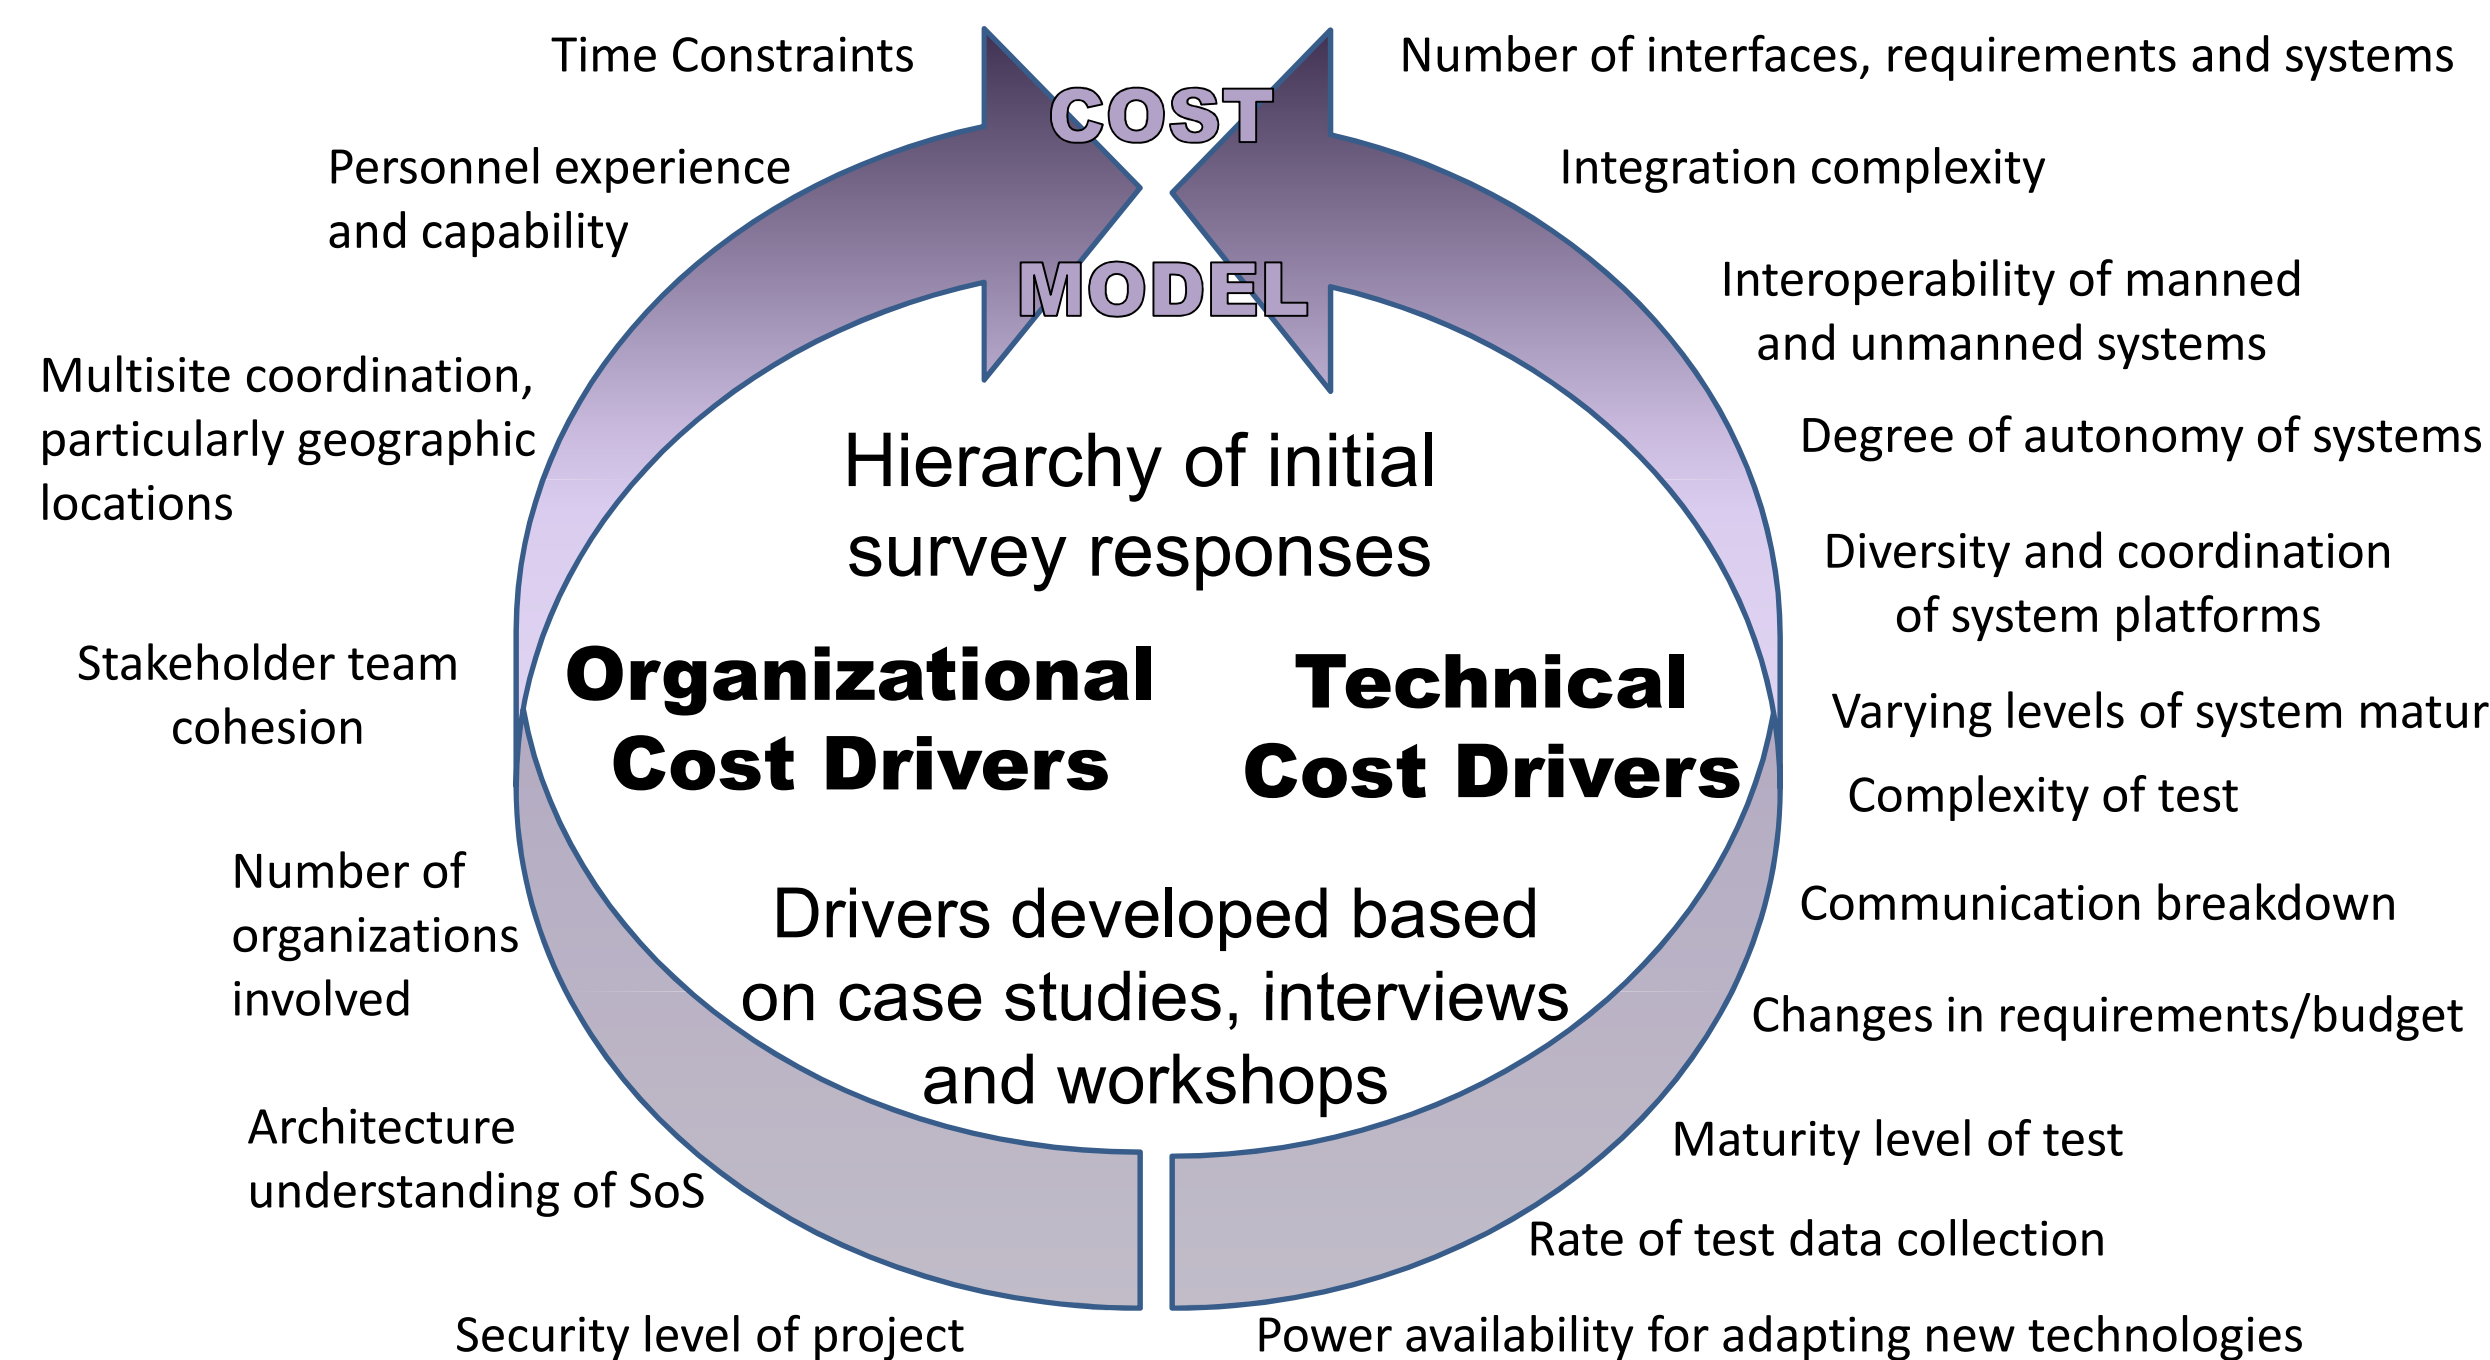 COST
MODEL
Time Constraints
Personnel experience
and capability
Multisite coordination,
particularly geographic
locations
Stakeholder team
cohesion
Number of
organizations
involved
Architecture
understanding of SoS
Security level of project
Hierarchy of initial
survey responses
Organizational
Cost Drivers
Technical
Cost Drivers
Drivers developed based
on case studies, interviews
and workshops
Number of interfaces, requirements and systems
Integration complexity
Interoperability of manned
and unmanned systems
Degree of autonomy of systems
Diversity and coordination
of system platforms
Varying levels of system matur
Complexity of test
Communication breakdown
Changes in requirements/budget
Maturity level of test
Rate of test data collection
Power availability for adapting new technologies